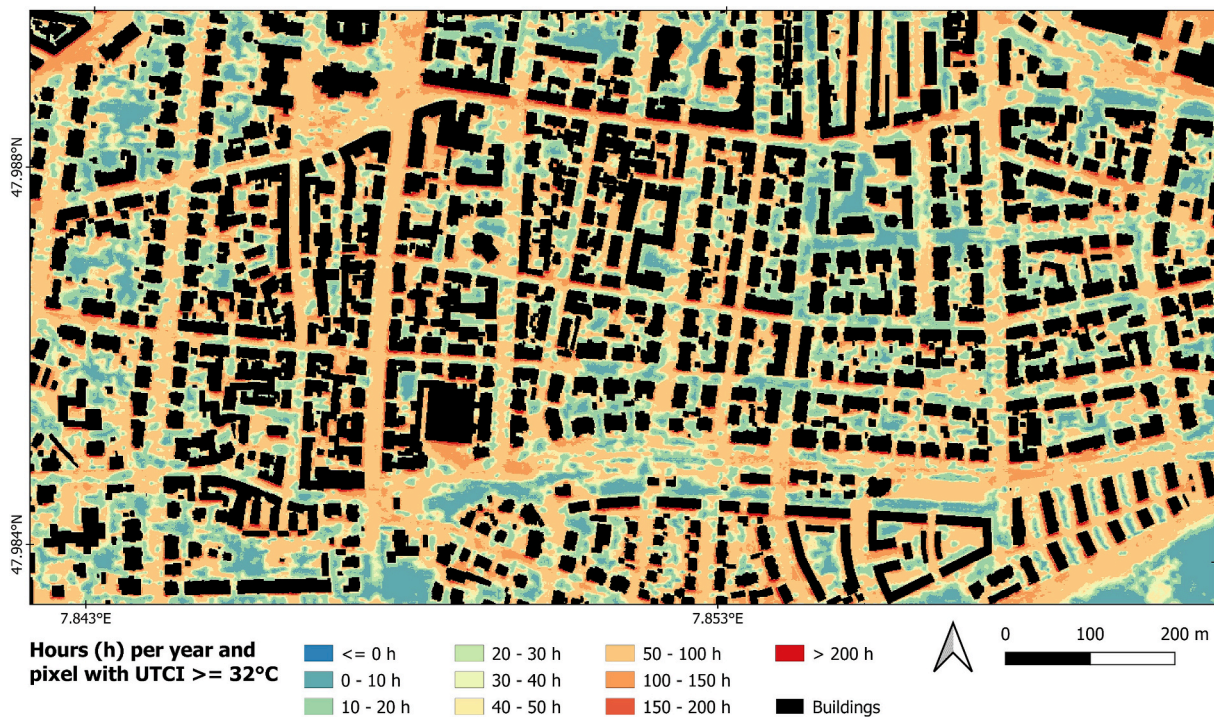 47.988°N
47.984°N
7.843°E
7.853°E
Hours (h) per year and
pixel with UTCI >= 32°C
<= 0 h
0 - 10 h
10 - 20 h
20 - 30 h
30 - 40 h
40 - 50 h
50 - 100 h
100 - 150 h
150 - 200 h
> 200 h
Buildings
0 100 200 m